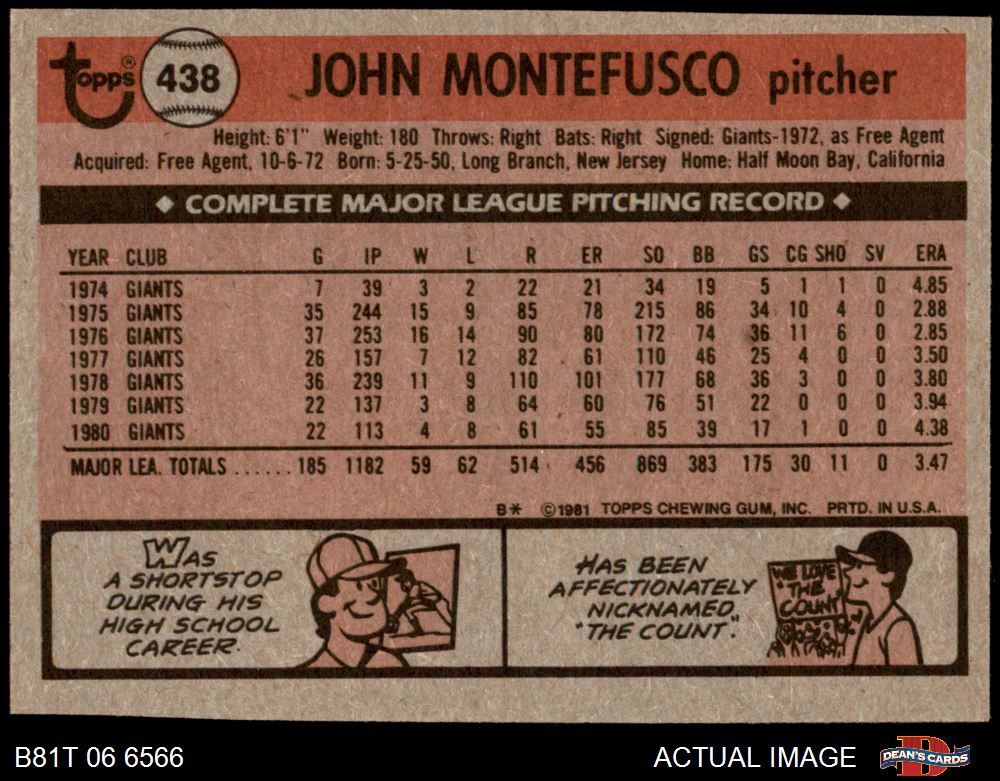 Topps® 438 JOHN MONTEFUSCO pitcher
Height: 6'1" Weight: 180 Throws: Right Bats: Right Signed: Giants-1972, as Free Agent
Acquired: Free Agent, 10-6-72 Born: 5-25-50, Long Branch, New Jersey Home: Half Moon Bay, California
◆ COMPLETE MAJOR LEAGUE PITCHING RECORD ◆
YEAR CLUB G IP W L R ER SO BB GS CG SHO SV ERA
1974 GIANTS 7 39 3 2 22 21 34 19 5 1 1 0 4.85
1975 GIANTS 35 244 15 9 85 78 215 86 34 10 4 0 2.88
1976 GIANTS 37 253 16 14 90 80 172 74 36 11 6 0 2.85
1977 GIANTS 26 157 7 12 82 61 110 46 25 4 0 0 3.50
1978 GIANTS 36 239 11 9 110 101 177 68 36 3 0 0 3.80
1979 GIANTS 22 137 3 8 64 60 76 51 22 0 0 0 3.94
1980 GIANTS 22 113 4 8 61 55 85 39 17 1 0 0 4.38
MAJOR LEA. TOTALS ...... 185 1182 59 62 514 456 869 383 175 30 11 0 3.47
B* ©1981 TOPPS CHEWING GUM, INC. PRTD. IN U.S.A.
WAS
A SHORTSTOP
DURING HIS
HIGH SCHOOL
CAREER.
HAS BEEN
AFFECTIONATELY
NICKNAMED
"THE COUNT".
WE LOVE
"THE
COUNT"
B81T 06 6566
ACTUAL IMAGE
DEAN'S CARDS